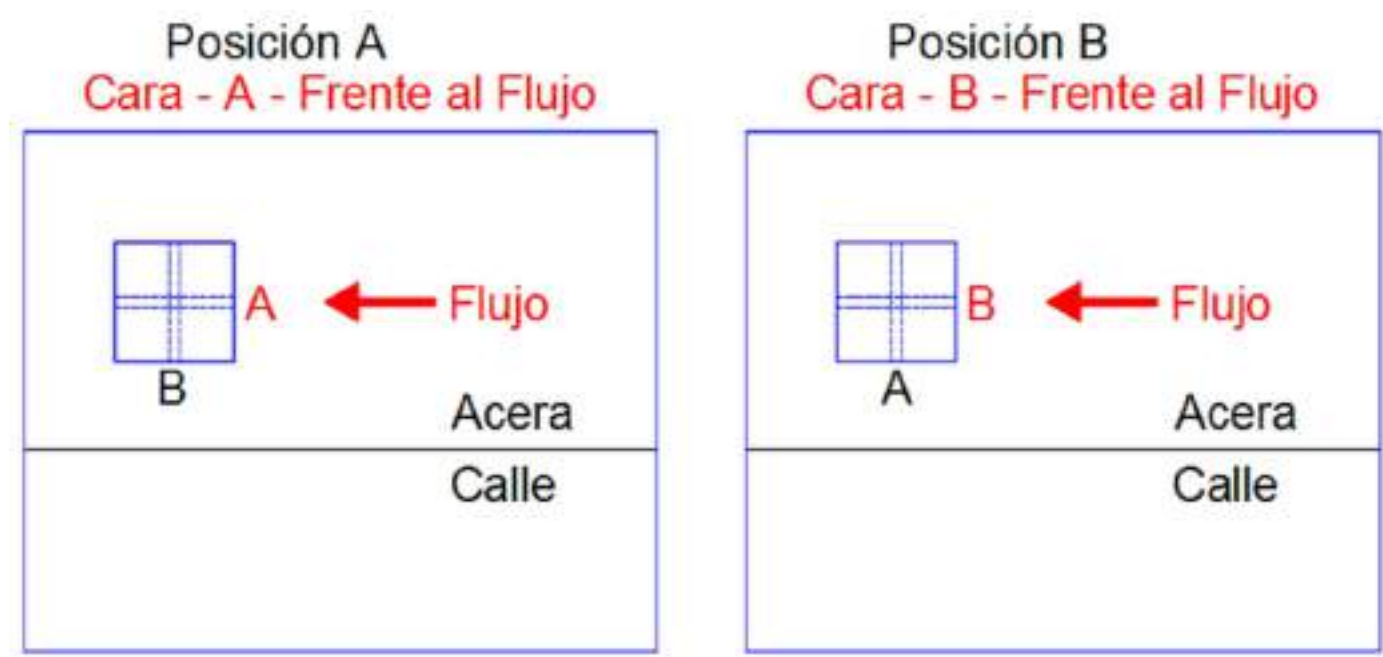 Posición A
Cara - A - Frente al Flujo
A
Flujo
B
Acera
Calle
Posición B
Cara - B - Frente al Flujo
B
Flujo
A
Acera
Calle